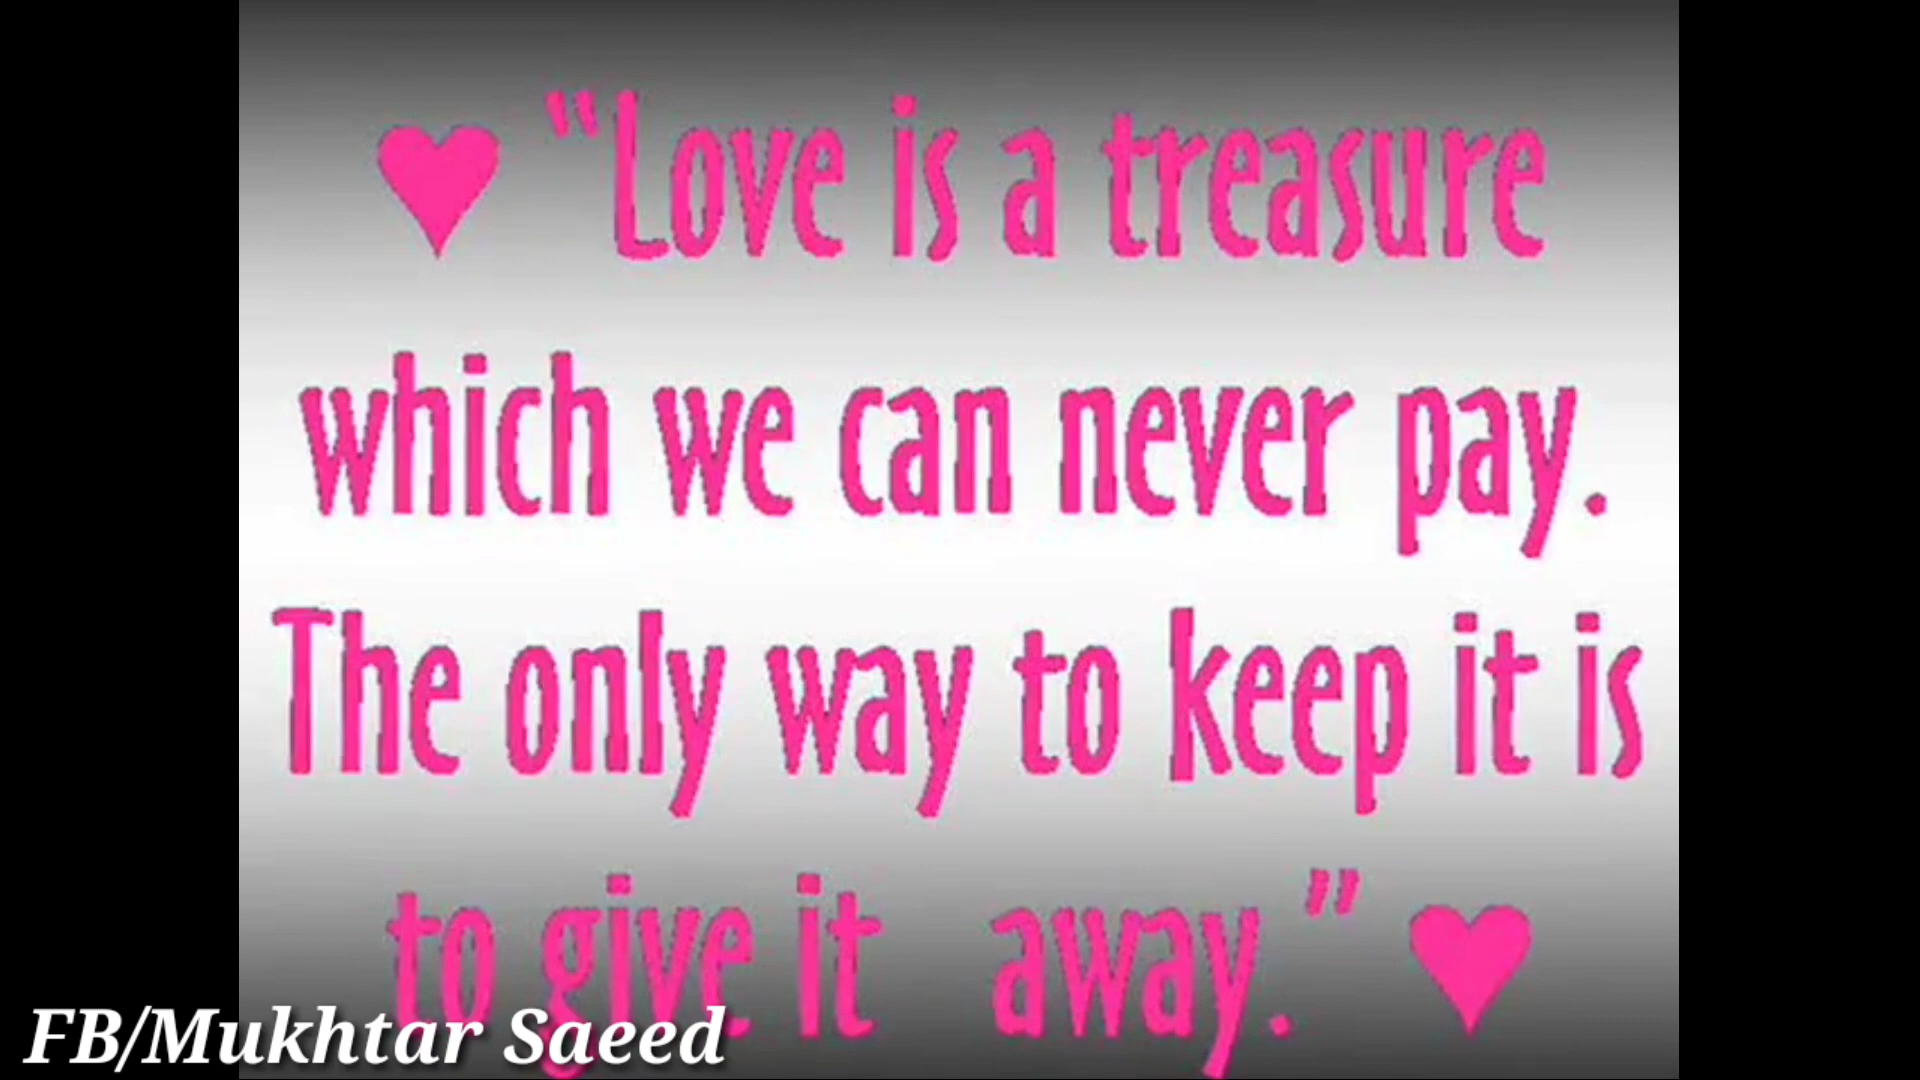 ♥ "Love is a treasure
which we can never pay.
The only way to keep it is
to give it away." ♥
FB/Mukhtar Saeed